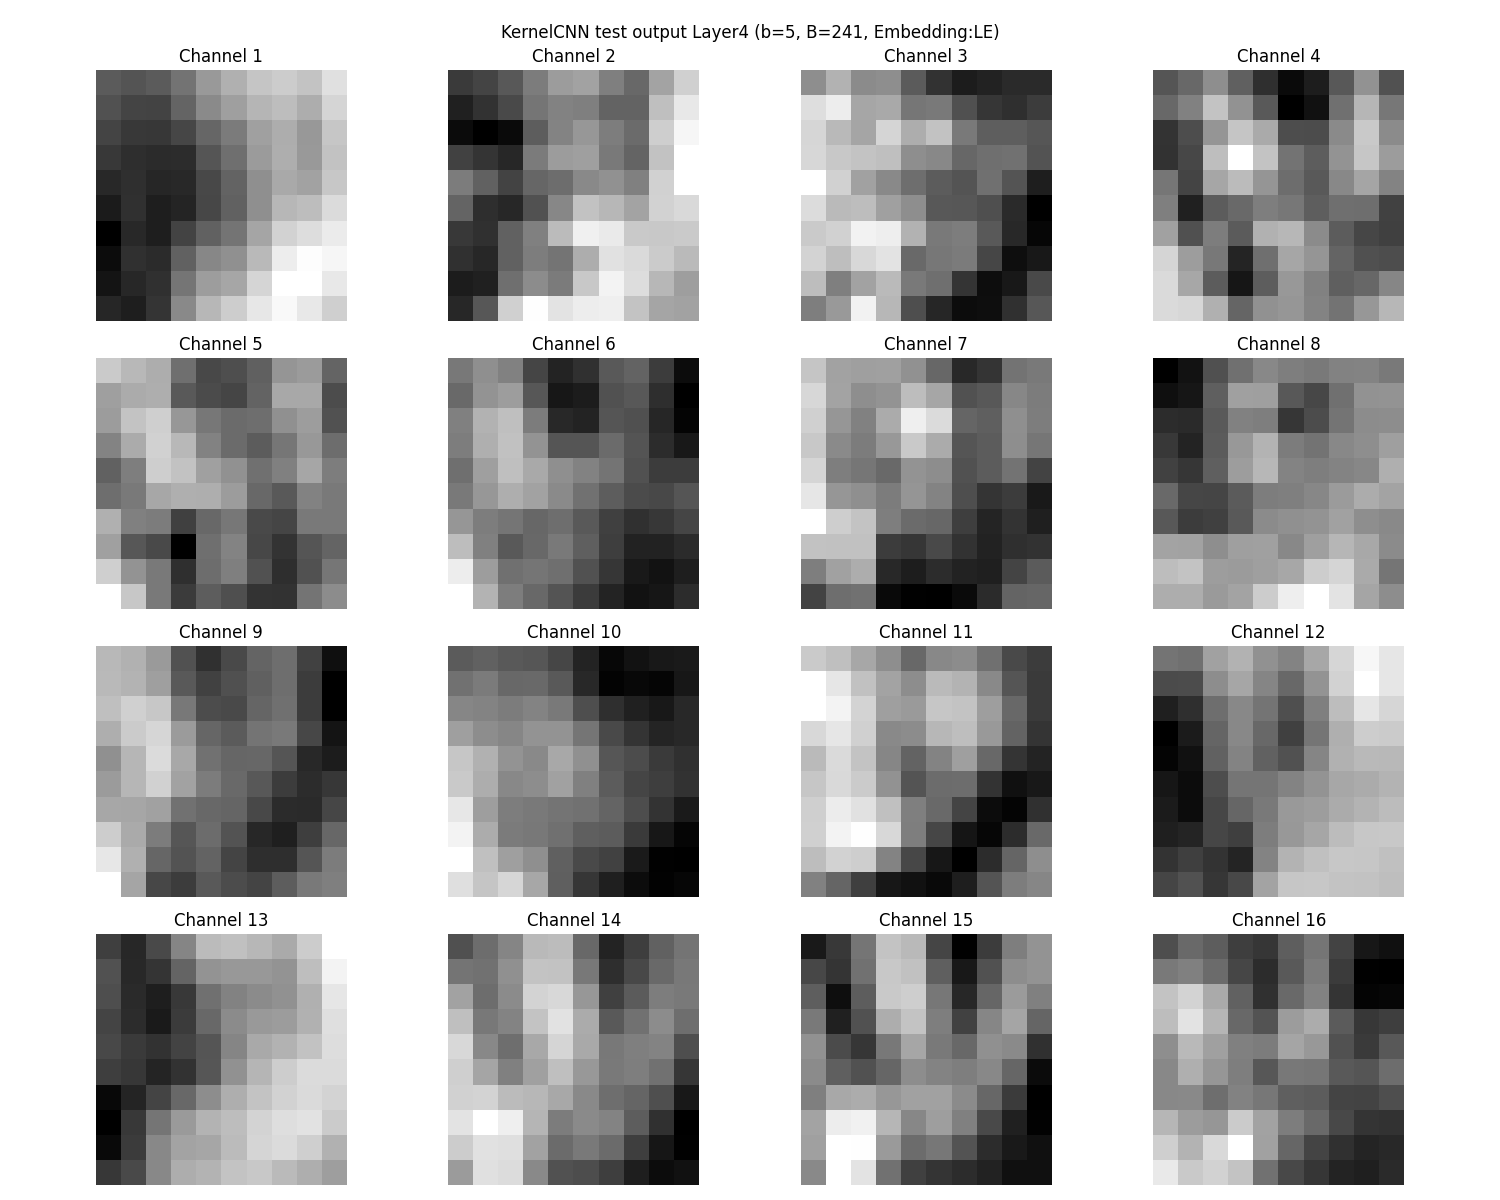 KernelCNN test output Layer4 (b=5, B=241, Embedding:LE)
Channel 1
Channel 2
Channel 3
Channel 4
Channel 5
Channel 6
Channel 7
Channel 8
Channel 9
Channel 10
Channel 11
Channel 12
Channel 13
Channel 14
Channel 15
Channel 16